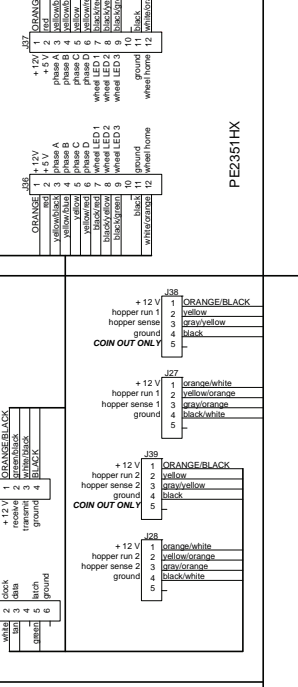 J37
+ 12V 1 ORANG
+ 5 V 2 red
phase A 3 yellow/b
phase B 4 yellow/b
phase C 5 yellow
phase D 6 yellow/re
wheel LED 1 7 black/re
wheel LED 2 8 black/ye
wheel LED 3 9 black/gr
10
ground 11 black
wheel home 12 white/or
J36
ORANGE 1 + 12V
red 2 + 5 V
yellow/black 3 phase A
yellow/blue 4 phase B
yellow 5 phase C
yellow/red 6 phase D
black/red 7 wheel LED 1
black/yellow 8 wheel LED 2
black/green 9 wheel LED 3
10
black 11 ground
white/orange 12 wheel home
PE2351HX
J38
+ 12 V 1 ORANGE/BLACK
hopper run 1 2 yellow
hopper sense 3 gray/yellow
ground 4 black
COIN OUT ONLY 5
J27
+ 12 V 1 orange/white
hopper run 1 2 yellow/orange
hopper sense 1 3 gray/orange
ground 4 black/white
5
J39
+ 12 V 1 ORANGE/BLACK
hopper run 2 2 yellow
hopper sense 2 3 gray/yellow
ground 4 black
COIN OUT ONLY 5
J28
+ 12 V 1 orange/white
hopper run 2 2 yellow/orange
hopper sense 2 3 gray/orange
ground 4 black/white
5
+ 12 V 1 ORANGE/BLACK
receive 2 green/black
transmit 3 white/black
ground 4 BLACK
white 2 clock
tan 3 data
4
green 5 latch
6 ground